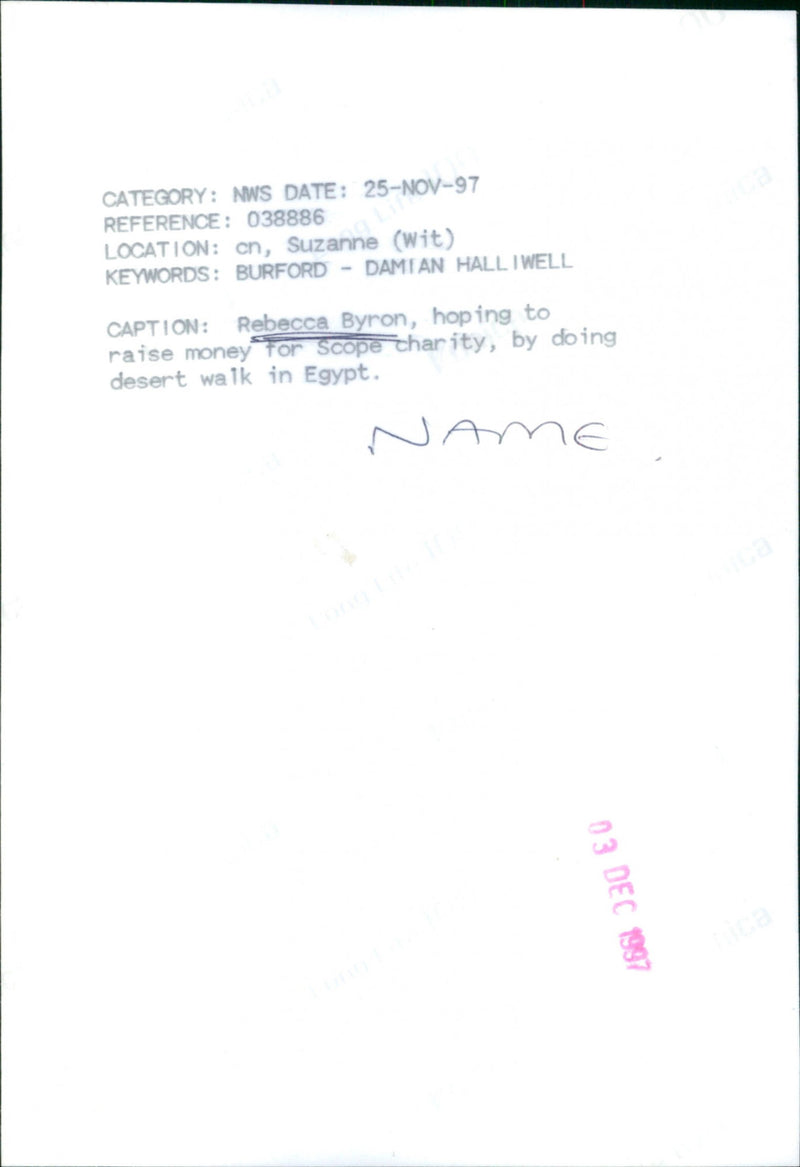 CATEGORY: NWS DATE: 25-NOV-97
REFERENCE: 038886
LOCATION: cn, Suzanne (Wit)
KEYWORDS: BURFORD - DAMIAN HALLIWELL
CAPTION: Rebecca Byron, hoping to
raise money for Scope charity, by doing
desert walk in Egypt.
NAME
03 DEC 1997